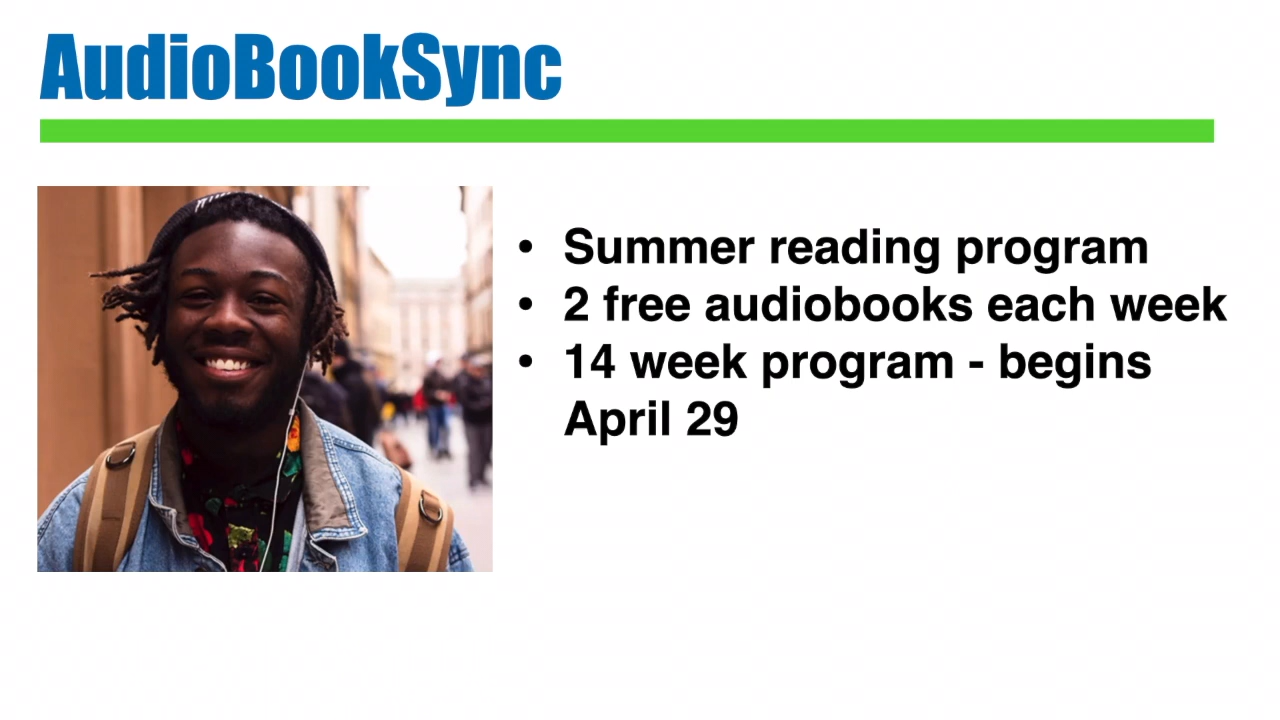 AudioBookSync
• Summer reading program
• 2 free audiobooks each week
• 14 week program - begins
April 29